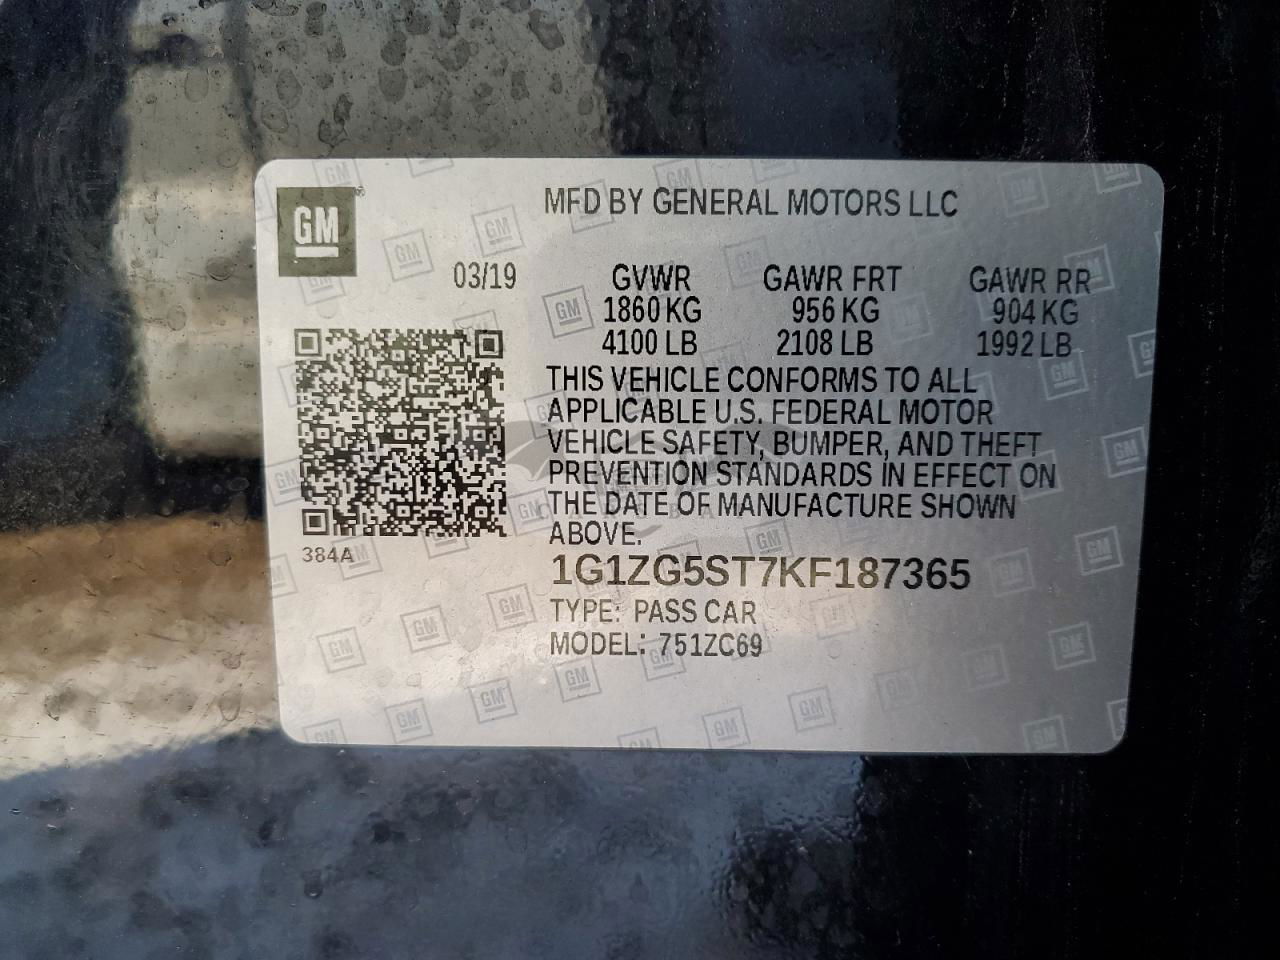 GM
MFD BY GENERAL MOTORS LLC
03/19
GVWR GAWR FRT GAWR RR
1860 KG 956 KG 904 KG
4100 LB 2108 LB 1992 LB
THIS VEHICLE CONFORMS TO ALL
APPLICABLE U.S. FEDERAL MOTOR
VEHICLE SAFETY, BUMPER, AND THEFT
PREVENTION STANDARDS IN EFFECT ON
THE DATE OF MANUFACTURE SHOWN
ABOVE.
384A
1G1ZG5ST7KF187365
TYPE: PASS CAR
MODEL: 751ZC69